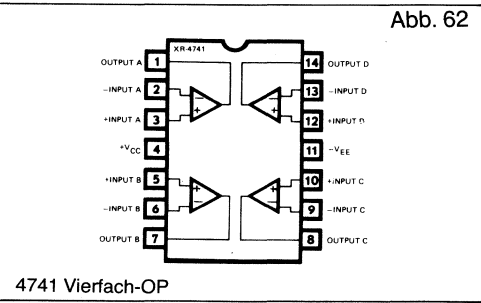 Abb. 62
XR-4741
OUTPUT A 1
14 OUTPUT D
−INPUT A 2
13 −INPUT D
+INPUT A 3
12 +INPUT D
+VCC 4
11 −VEE
+INPUT B 5
10 +INPUT C
−INPUT B 6
9 −INPUT C
OUTPUT B 7
8 OUTPUT C
4741 Vierfach-OP